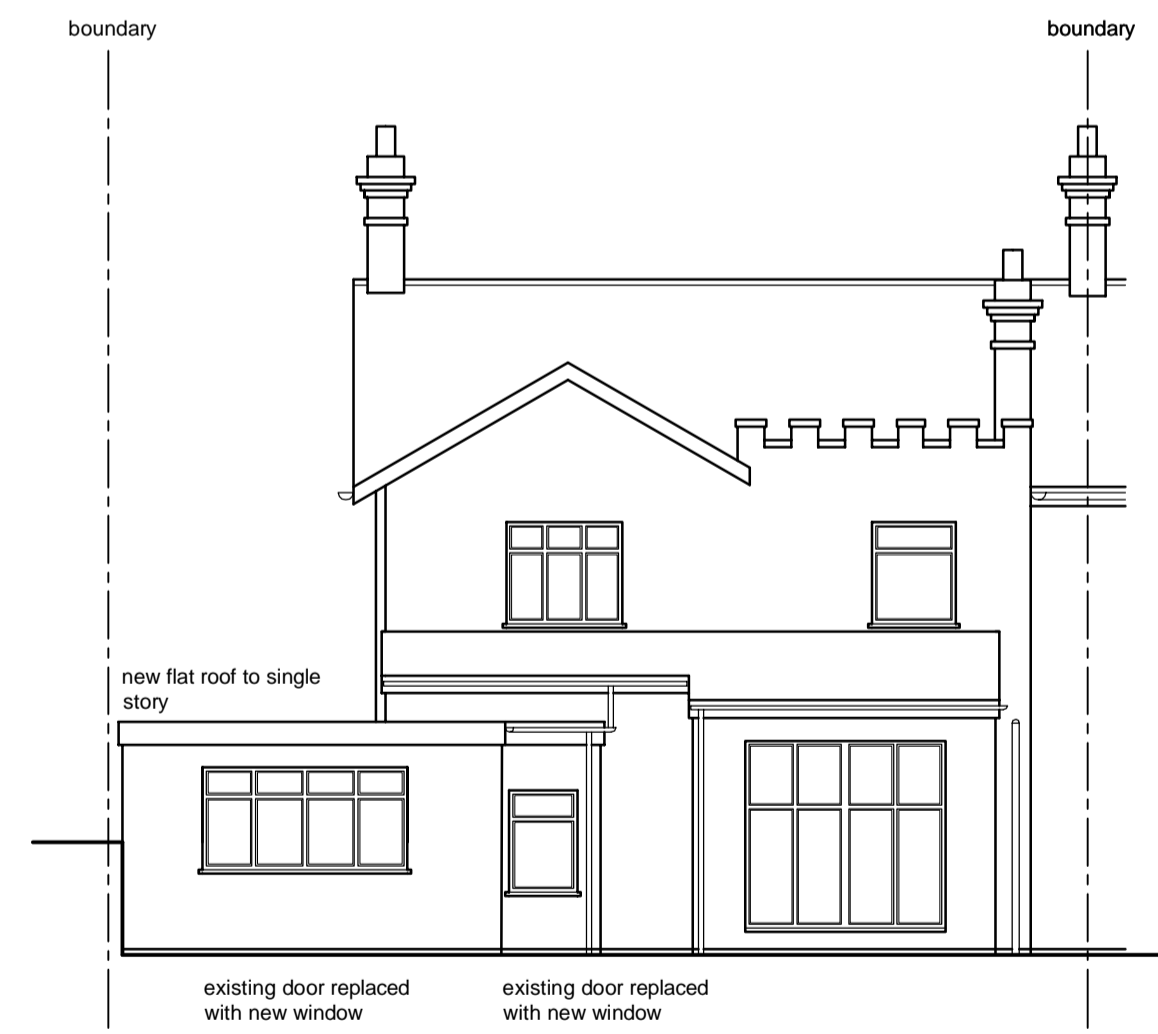 boundary
boundary
new flat roof to single
story
existing door replaced
with new window
existing door replaced
with new window